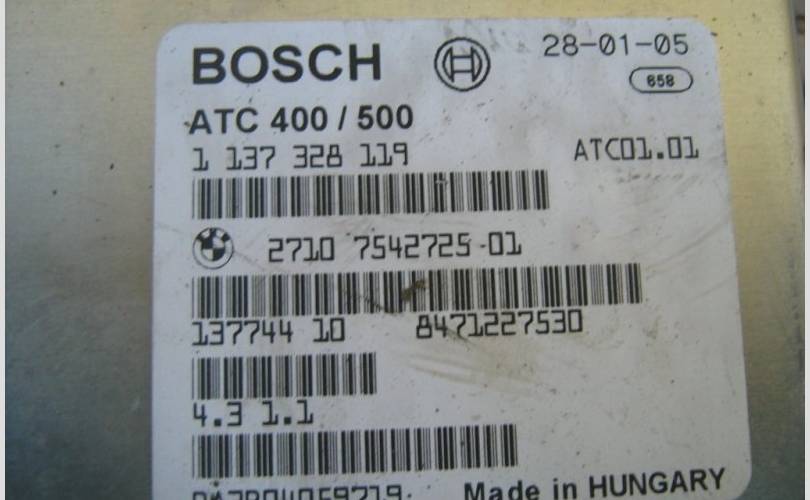 BOSCH 28-01-05
658
ATC 400 / 500
1 137 328 119 ATC01.01
2710 7542725-01
137744 10 8471227530
4.3 1.1
Made in HUNGARY